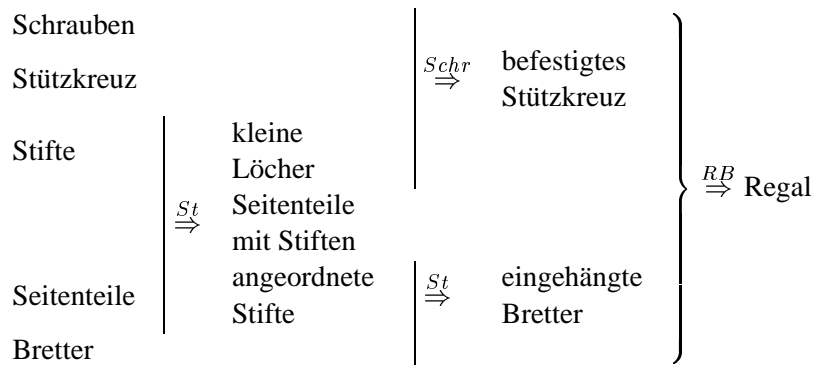 Schrauben
Stützkreuz
Stifte
Seitenteile
Bretter
St
⇒
kleine
Löcher
Seitenteile
mit Stiften
angeordnete
Stifte
Schr
⇒
befestigtes
Stützkreuz
St
⇒
eingehängte
Bretter
RB
⇒ Regal